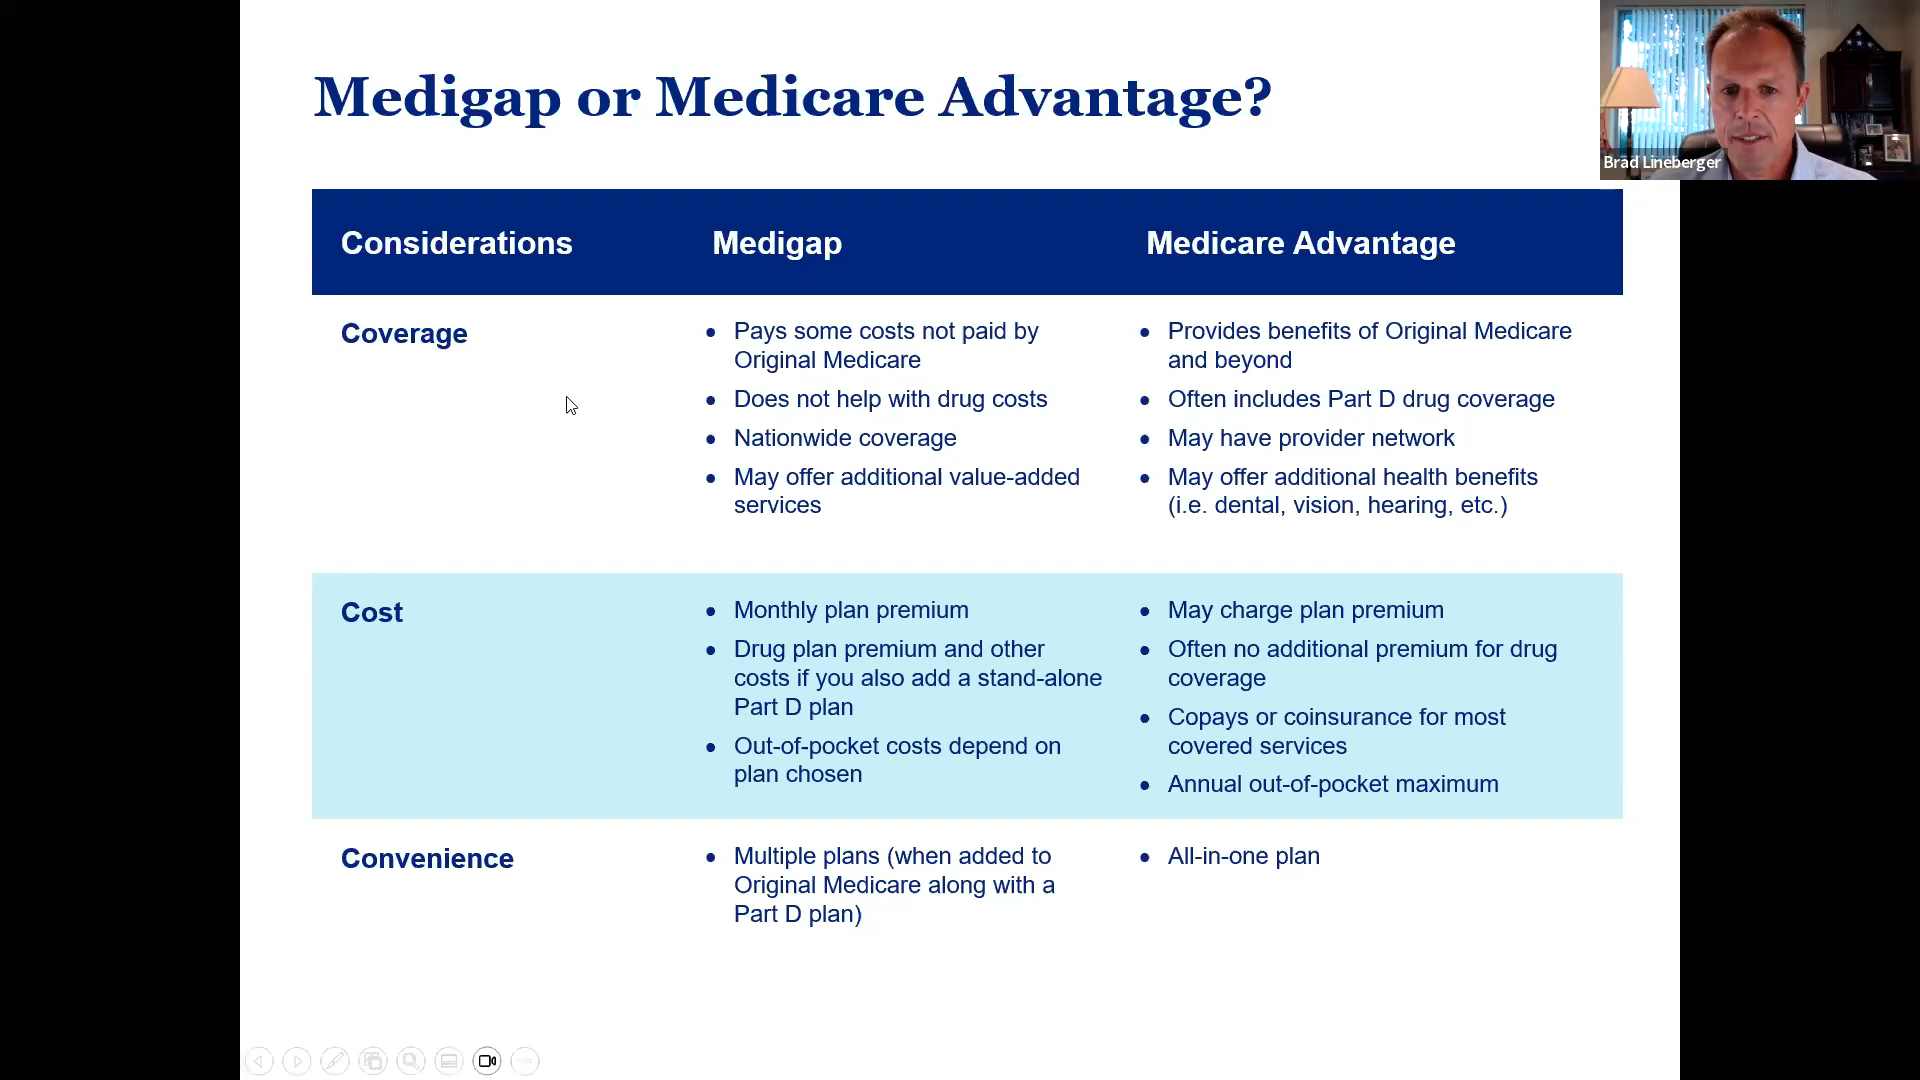 Medigap or Medicare Advantage?
Brad Lineberger
Considerations
Medigap
Medicare Advantage
Coverage
• Pays some costs not paid by
Original Medicare
• Does not help with drug costs
• Nationwide coverage
• May offer additional value-added
services
• Provides benefits of Original Medicare
and beyond
• Often includes Part D drug coverage
• May have provider network
• May offer additional health benefits
(i.e. dental, vision, hearing, etc.)
Cost
• Monthly plan premium
• Drug plan premium and other
costs if you also add a stand-alone
Part D plan
• Out-of-pocket costs depend on
plan chosen
• May charge plan premium
• Often no additional premium for drug
coverage
• Copays or coinsurance for most
covered services
• Annual out-of-pocket maximum
Convenience
• Multiple plans (when added to
Original Medicare along with a
Part D plan)
• All-in-one plan